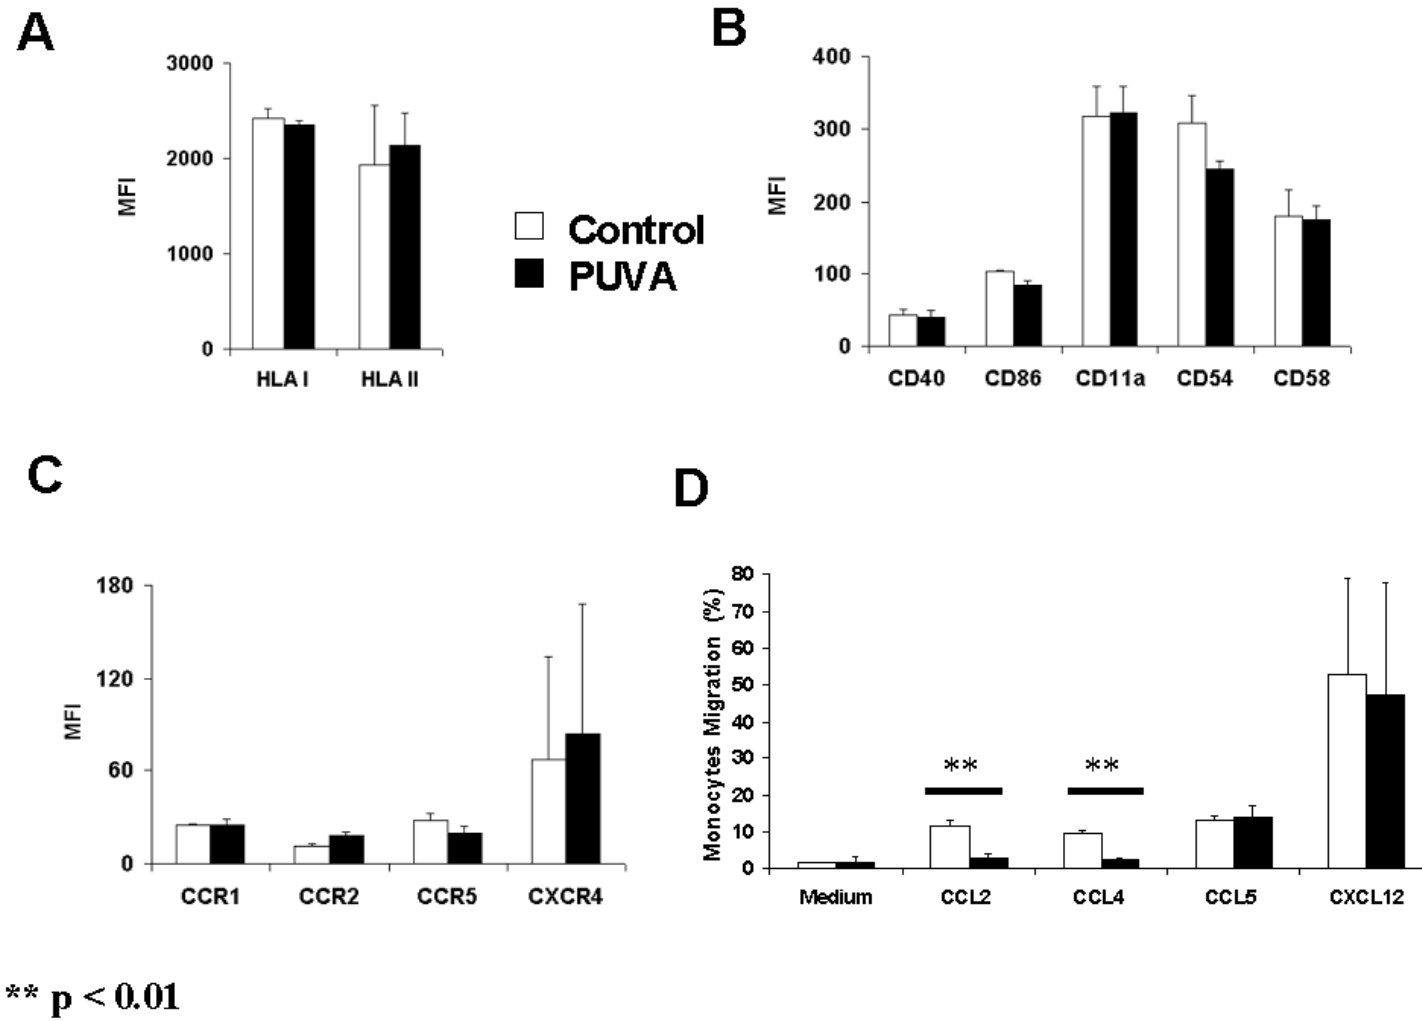 A
3000
2000
1000
0
MFI
HLA I HLA II
Control
PUVA
B
400
300
200
100
0
MFI
CD40 CD86 CD11a CD54 CD58
C
180
120
60
0
MFI
CCR1 CCR2 CCR5 CXCR4
D
80
70
60
50
40
30
20
10
0
Monocytes Migration (%)
** **
Medium CCL2 CCL4 CCL5 CXCL12
** p < 0.01